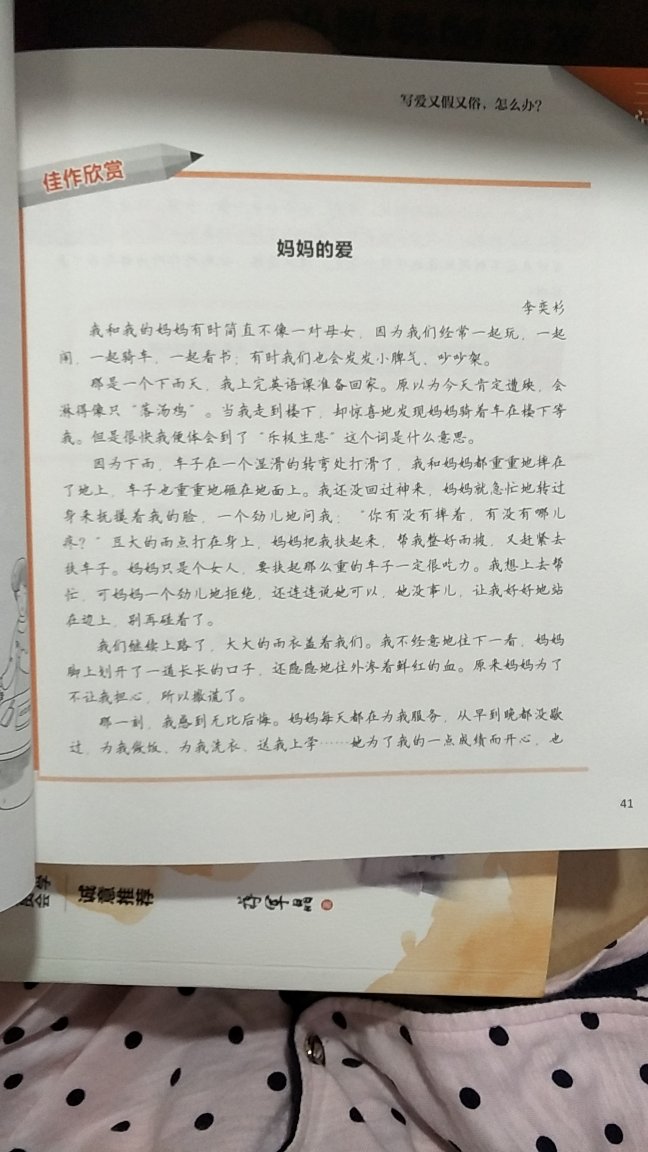 写爱又假又俗，怎么办？
佳作欣赏
妈妈的爱
李奕杉
我和我的妈妈有时简直不像一对母女，因为我们经常一起玩，一起
闹，一起骑车，一起看书；有时我们也会发发小脾气、吵吵架。
那是一个下雨天，我上完英语课准备回家。原以为今天肯定遭殃，会
淋得像只“落汤鸡”。当我走到楼下，却惊喜地发现妈妈骑着车在楼下等
我。但是很快我便体会到了“乐极生悲”这个词是什么意思。
因为下雨，车子在一个湿滑的转弯处打滑了，我和妈妈都重重地摔在
了地上，车子也重重地砸在地面上。我还没回过神来，妈妈就急忙地转过
身来抚摸着我的脸，一个劲儿地问我：“你有没有摔着，有没有哪儿
疼？”豆大的雨点打在身上，妈妈把我扶起来，帮我整好雨披，又赶紧去
扶车子。妈妈只是个女人，要扶起那么重的车子一定很吃力。我想上去帮
忙，可妈妈一个劲儿地拒绝，还连连说她可以，她没事儿，让我好好地站
在边上，别再碰着了。
我们继续上路了，大大的雨衣盖着我们。我不经意地往下一看，妈妈
脚上划开了一道长长的口子，还隐隐地往外渗着鲜红的血。原来妈妈为了
不让我担心，所以撒谎了。
那一刻，我感到无比后悔。妈妈每天都在为我服务，从早到晚都没歇
过，为我做饭，为我洗衣，送我上学……她为了我的一点成绩而开心，也
41
诚意推荐